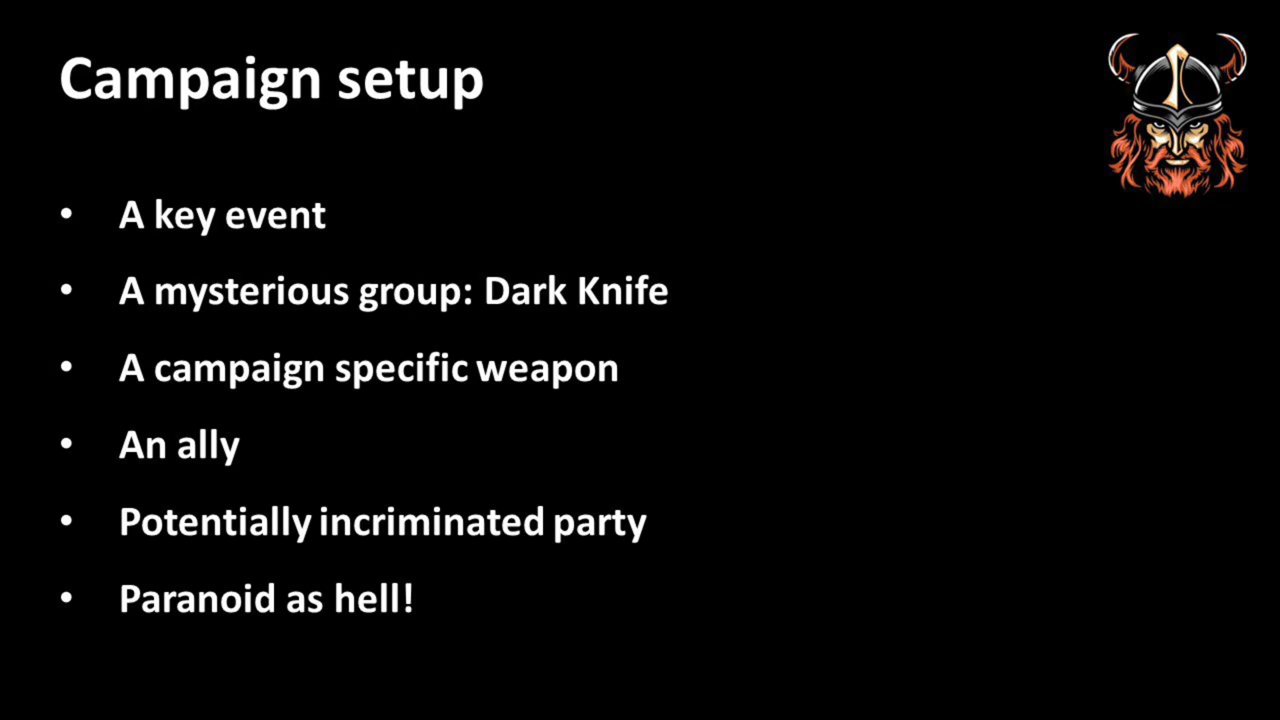 Campaign setup
• A key event
• A mysterious group: Dark Knife
• A campaign specific weapon
• An ally
• Potentially incriminated party
• Paranoid as hell!